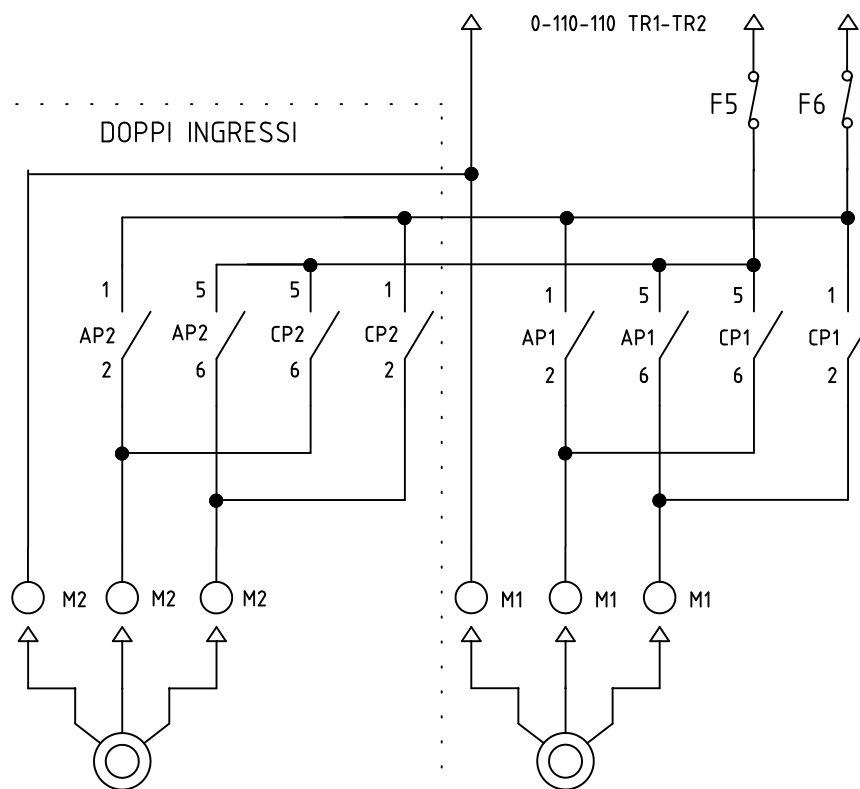 0-110-110 TR1-TR2
F5 F6
DOPPI INGRESSI
1 5 5 1 1 5 5 1
AP2 AP2 CP2 CP2 AP1 AP1 CP1 CP1
2 6 6 2 2 6 6 2
M2 M2 M2 M1 M1 M1